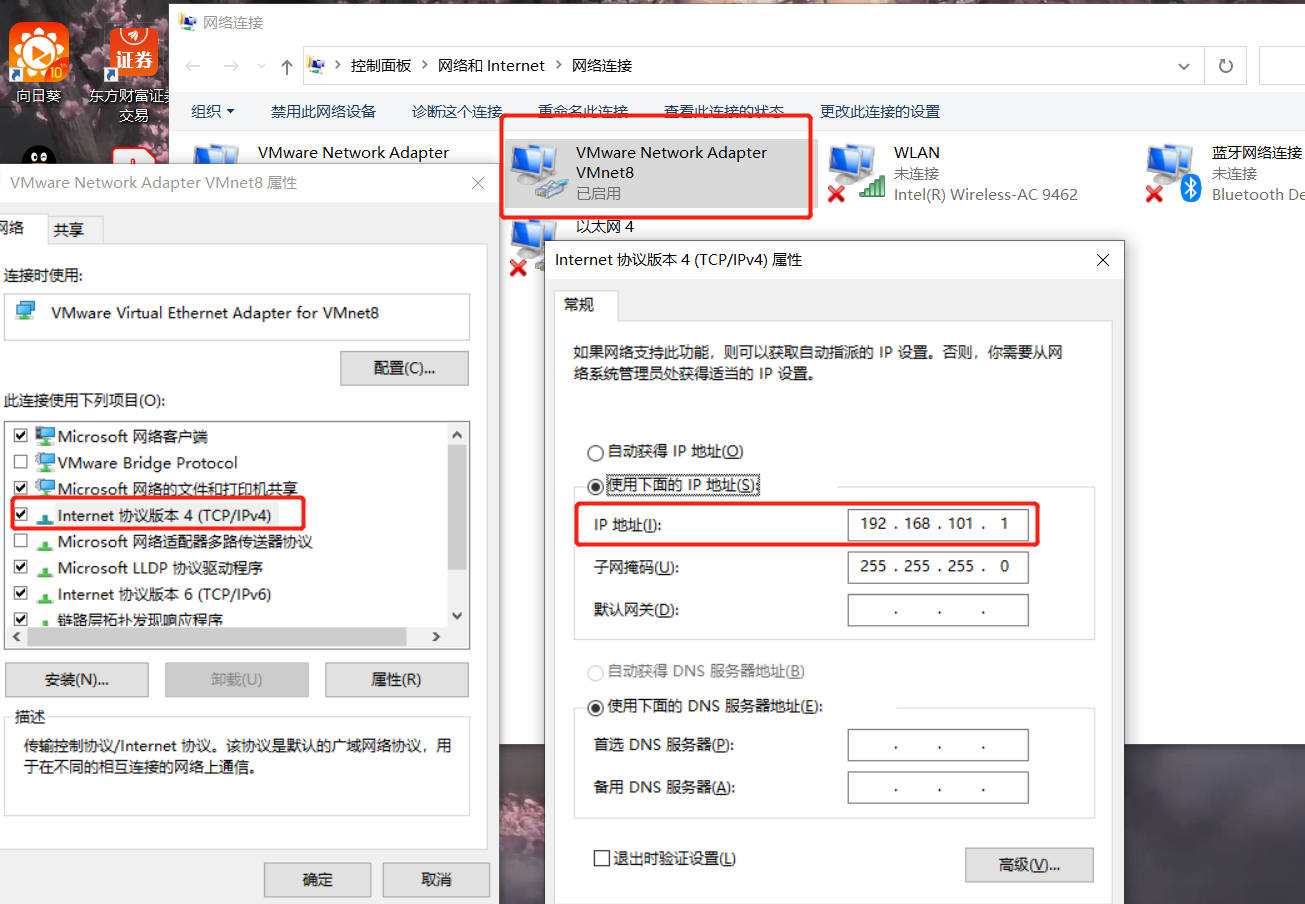 向日葵
证券
东方财富证券
交易
网络连接
控制面板
网络和 Internet
网络连接
组织
禁用此网络设备
诊断这个连接
重命名此连接
查看此连接的状态
更改此连接的设置
VMware Network Adapter
VMware Network Adapter
VMnet8
已启用
WLAN
未连接
Intel(R) Wireless-AC 9462
蓝牙网络连接
未连接
Bluetooth De
以太网 4
VMware Network Adapter VMnet8 属性
网络
共享
连接时使用:
VMware Virtual Ethernet Adapter for VMnet8
配置(C)...
此连接使用下列项目(O):
Microsoft 网络客户端
VMware Bridge Protocol
Microsoft 网络的文件和打印机共享
Internet 协议版本 4 (TCP/IPv4)
Microsoft 网络适配器多路传送器协议
Microsoft LLDP 协议驱动程序
Internet 协议版本 6 (TCP/IPv6)
链路层拓扑发现响应程序
安装(N)...
卸载(U)
属性(R)
描述
传输控制协议/Internet 协议。该协议是默认的广域网络协议，用
于在不同的相互连接的网络上通信。
确定
取消
Internet 协议版本 4 (TCP/IPv4) 属性
常规
如果网络支持此功能，则可以获取自动指派的 IP 设置。否则，你需要从网
络系统管理员处获得适当的 IP 设置。
自动获得 IP 地址(O)
使用下面的 IP 地址(S):
IP 地址(I):
192 . 168 . 101 . 1
子网掩码(U):
255 . 255 . 255 . 0
默认网关(D):
. . .
自动获得 DNS 服务器地址(B)
使用下面的 DNS 服务器地址(E):
首选 DNS 服务器(P):
. . .
备用 DNS 服务器(A):
. . .
退出时验证设置(L)
高级(V)...